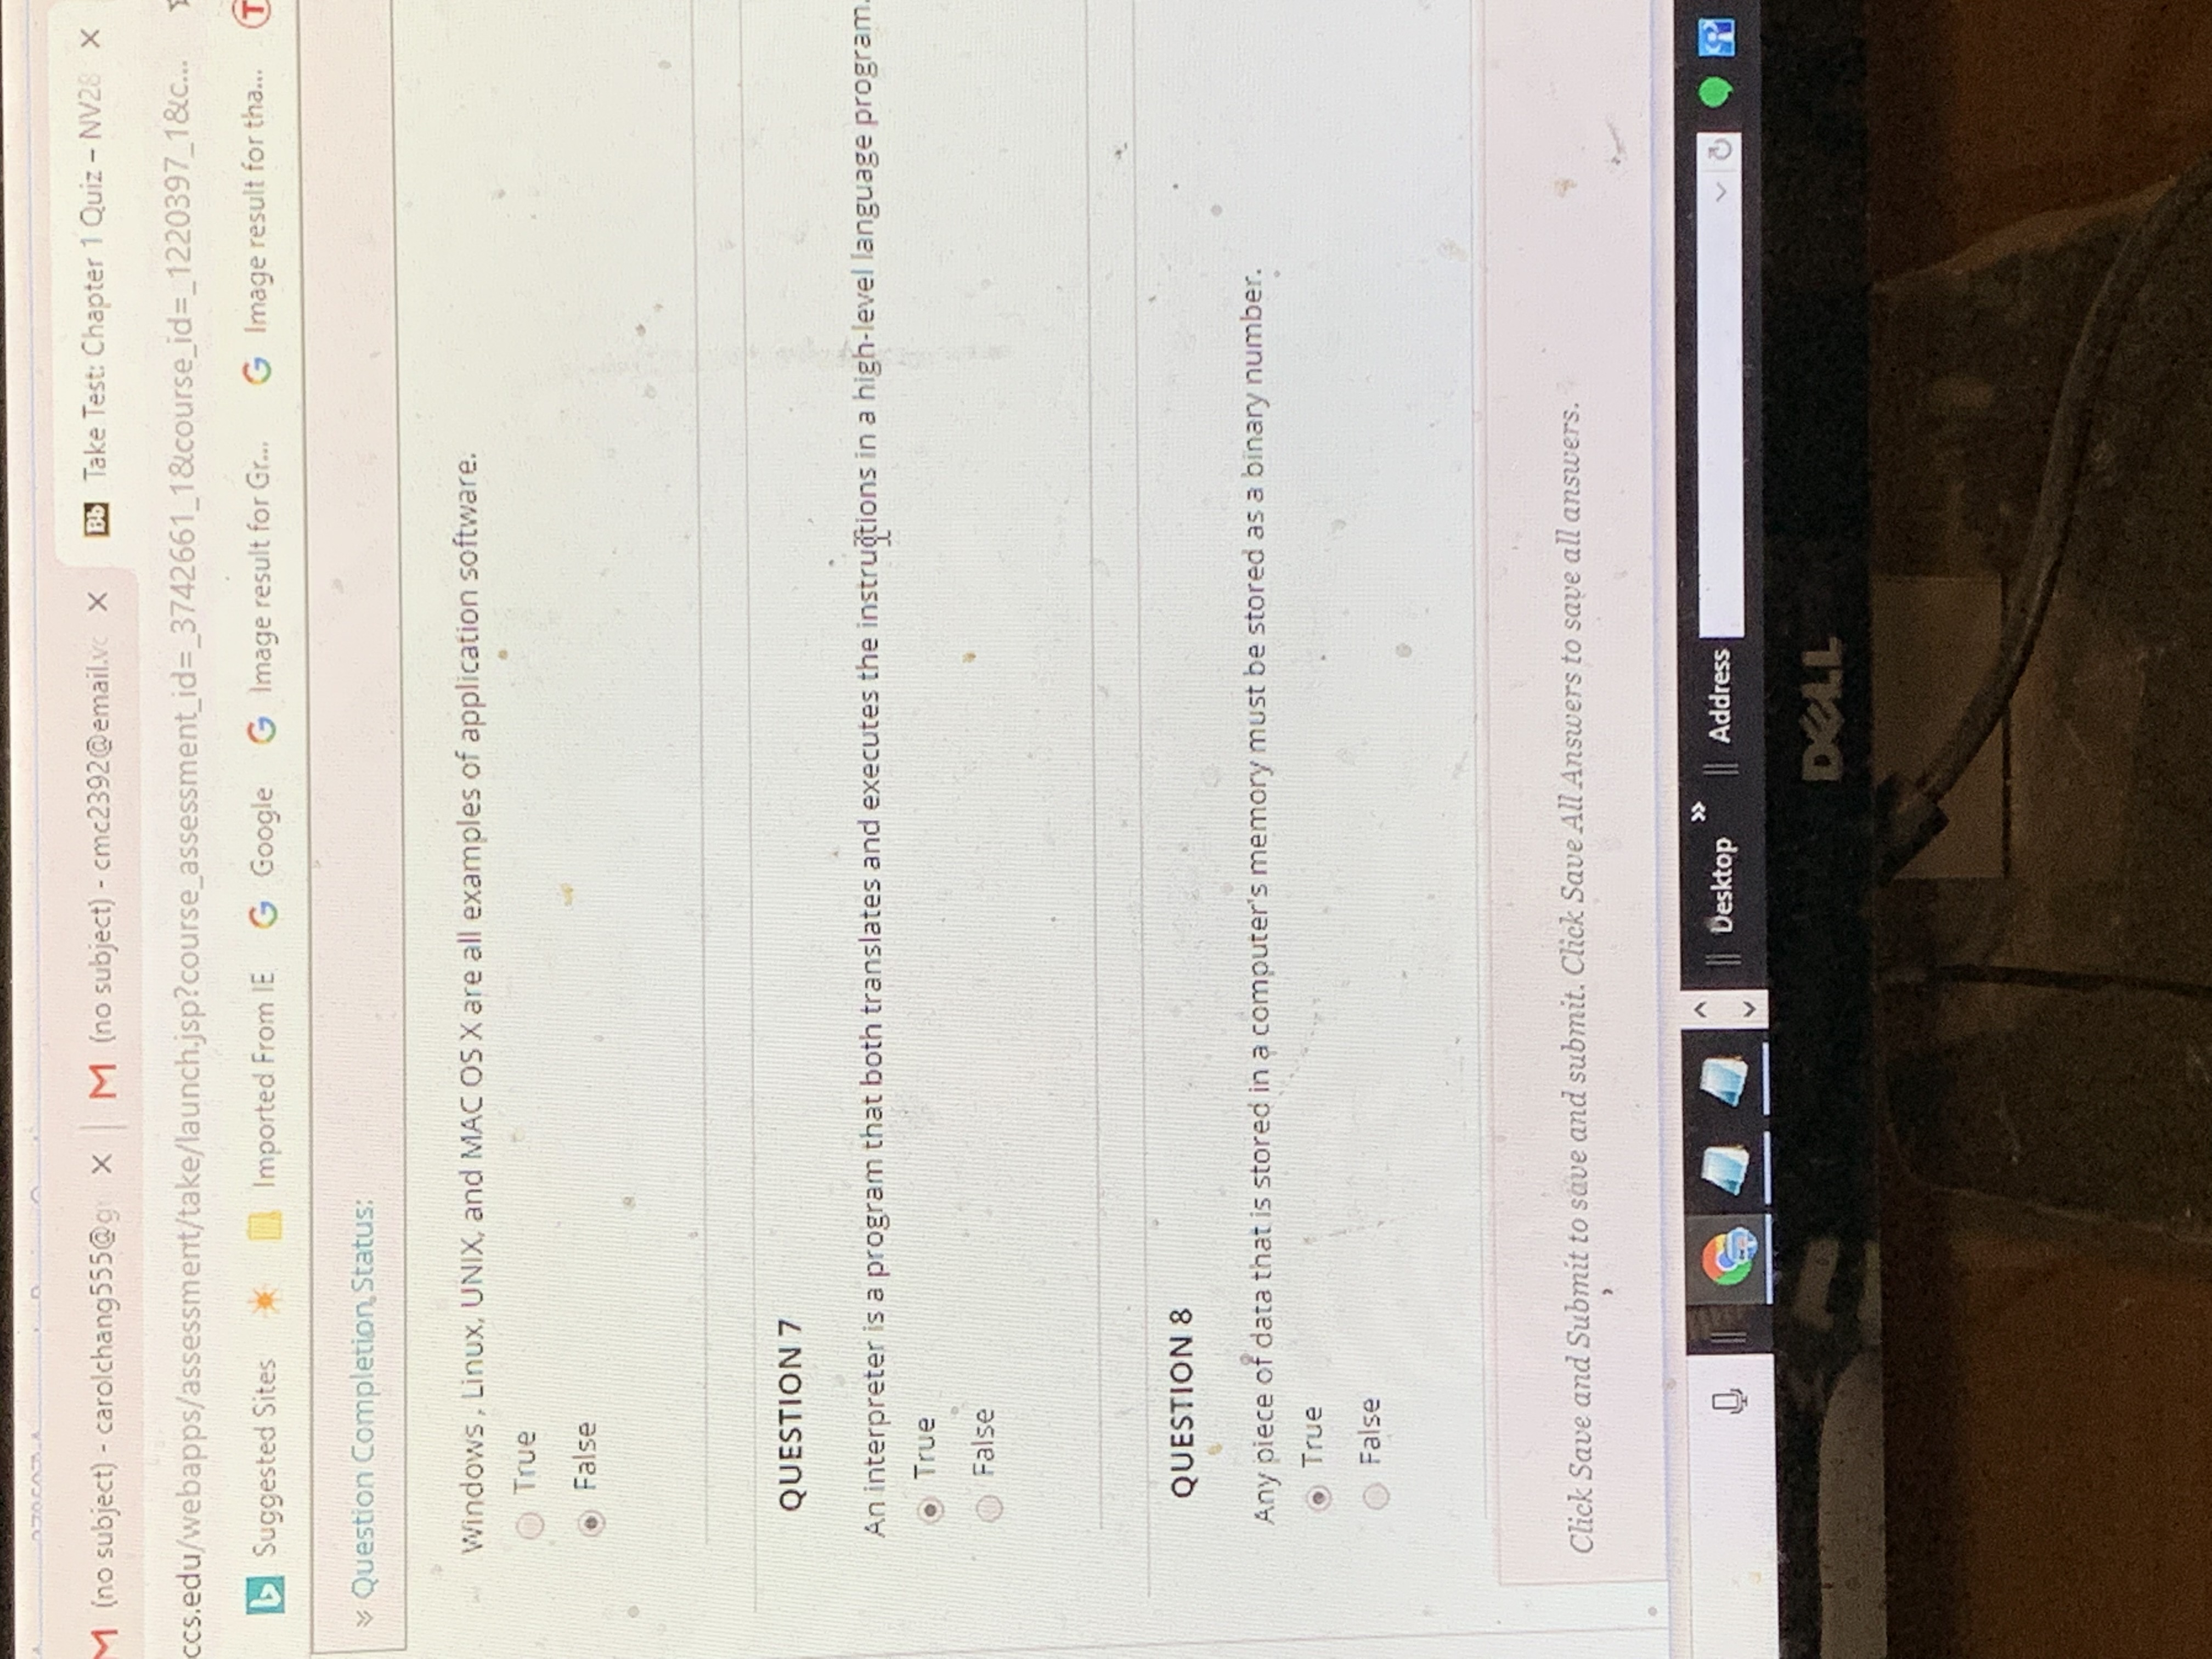 (no subject) - carolchang555@g
(no subject) - cmc2392@email.vc
Bb Take Test: Chapter 1 Quiz – NV28
ccs.edu/webapps/assessment/take/launch.jsp?course_assessment_id=_3742661_1&course_id=_1220397_1&c...
Suggested Sites Imported From IE Google Image result for Gr... Image result for tha... T
Question Completion Status:
Windows , Linux, UNIX, and MAC OS X are all examples of application software.
True
False
QUESTION 7
An interpreter is a program that both translates and executes the instructions in a high-level language program.
True
False
QUESTION 8
Any piece of data that is stored in a computer's memory must be stored as a binary number.
True
False
Click Save and Submit to save and submit. Click Save All Answers to save all answers.
Desktop » Address
DELL